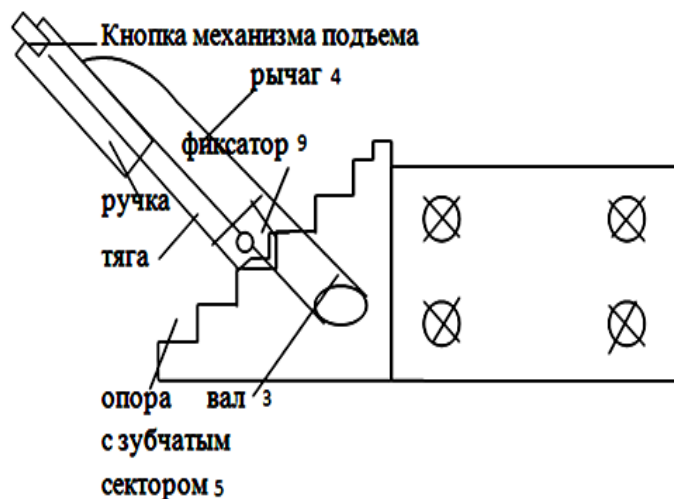 Кнопка механизма подъема
рычаг 4
фиксатор 9
ручка
тяга
опора вал 3
с зубчатым
сектором 5